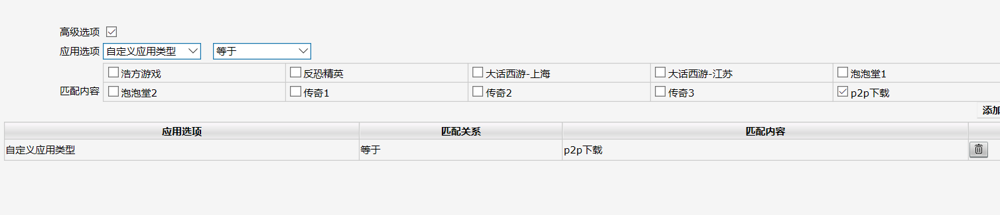 高级选项
应用选项 自定义应用类型 等于
浩方游戏 反恐精英 大话西游-上海 大话西游-江苏 泡泡堂1
匹配内容
泡泡堂2 传奇1 传奇2 传奇3 p2p下载
添加
应用选项 匹配关系 匹配内容
自定义应用类型 等于 p2p下载